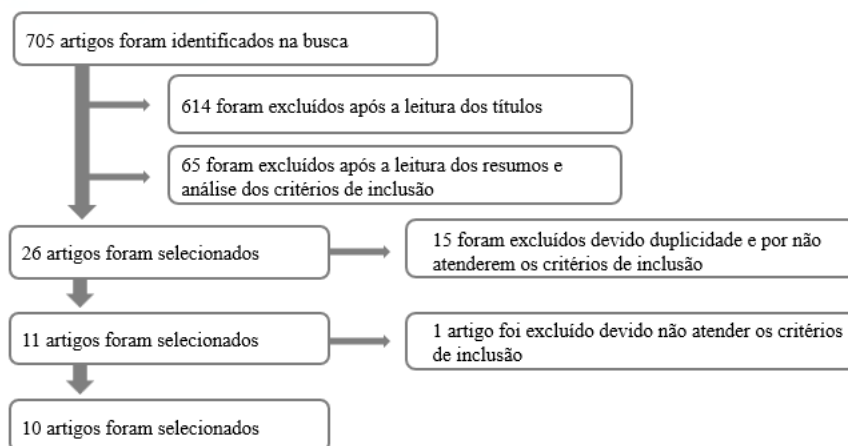 705 artigos foram identificados na busca
614 foram excluídos após a leitura dos títulos
65 foram excluídos após a leitura dos resumos e
análise dos critérios de inclusão
26 artigos foram selecionados
15 foram excluídos devido duplicidade e por não
atenderem os critérios de inclusão
11 artigos foram selecionados
1 artigo foi excluído devido não atender os critérios
de inclusão
10 artigos foram selecionados